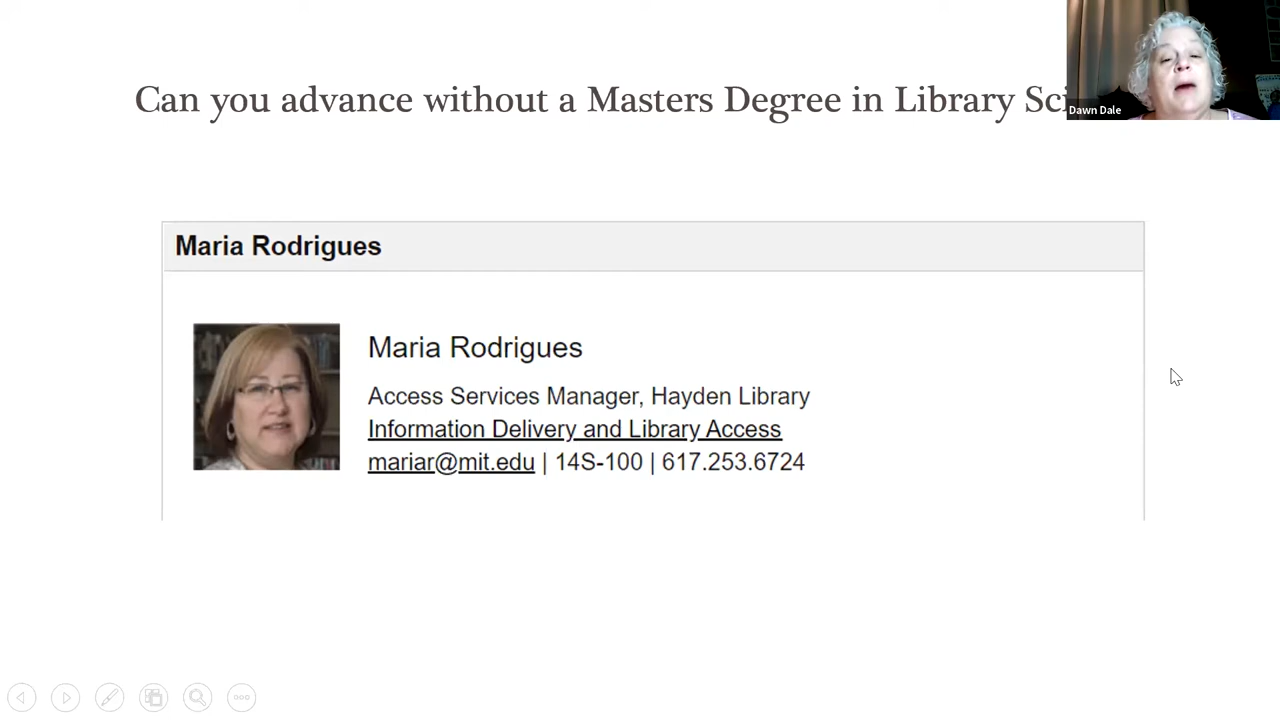 Can you advance without a Masters Degree in Library Sci
Dawn Dale
Maria Rodrigues
Maria Rodrigues
Access Services Manager, Hayden Library
Information Delivery and Library Access
mariar@mit.edu | 14S-100 | 617.253.6724